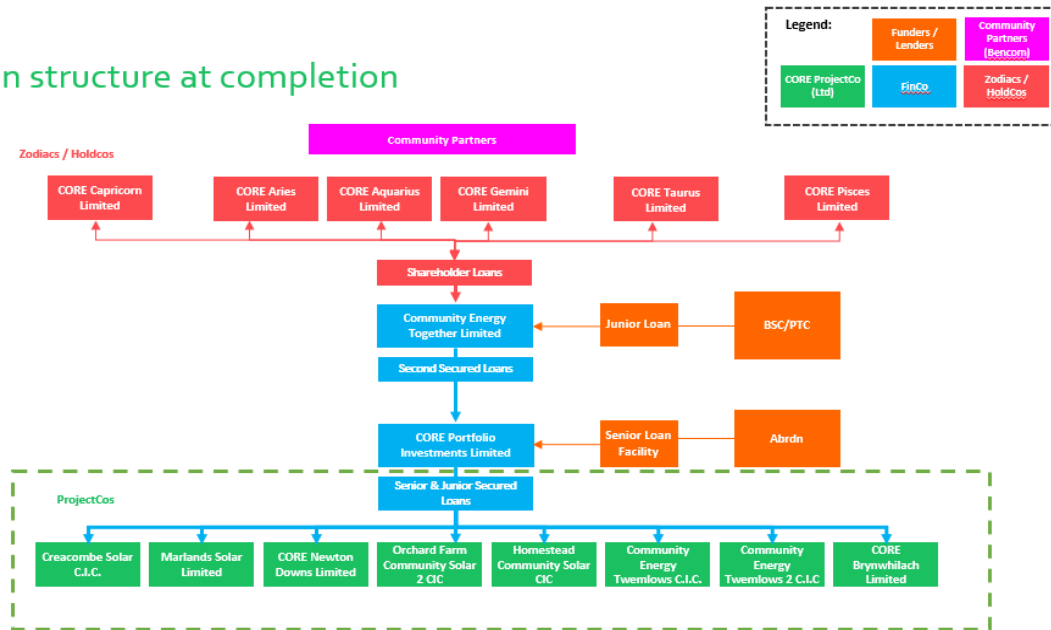 Legend:
Funders /
Lenders
Community
Partners
(Bencom)
CORE ProjectCo
(Ltd)
FinCo
Zodiacs /
HoldCos
n structure at completion
Zodiacs / Holdcos
Community Partners
CORE Capricorn
Limited
CORE Aries
Limited
CORE Aquarius
Limited
CORE Gemini
Limited
CORE Taurus
Limited
CORE Pisces
Limited
Shareholder Loans
Community Energy
Together Limited
Junior Loan
BSC/PTC
Second Secured Loans
CORE Portfolio
Investments Limited
Senior Loan
Facility
Abrdn
ProjectCos
Senior & Junior Secured
Loans
Creacombe Solar
C.I.C.
Marlands Solar
Limited
CORE Newton
Downs Limited
Orchard Farm
Community Solar
2 CIC
Homestead
Community Solar
CIC
Community
Energy
Twemlows C.I.C.
Community
Energy
Twemlows 2 C.I.C
CORE
Brynwhilach
Limited